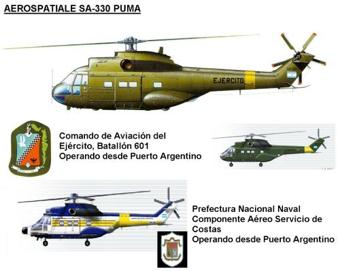 AEROSPATIALE SA-330 PUMA
EJERCITO
Comando de Aviación del
Ejército, Batallón 601
Operando desde Puerto Argentino
Prefectura Nacional Naval
Componente Aéreo Servicio de
Costas
Operando desde Puerto Argentino